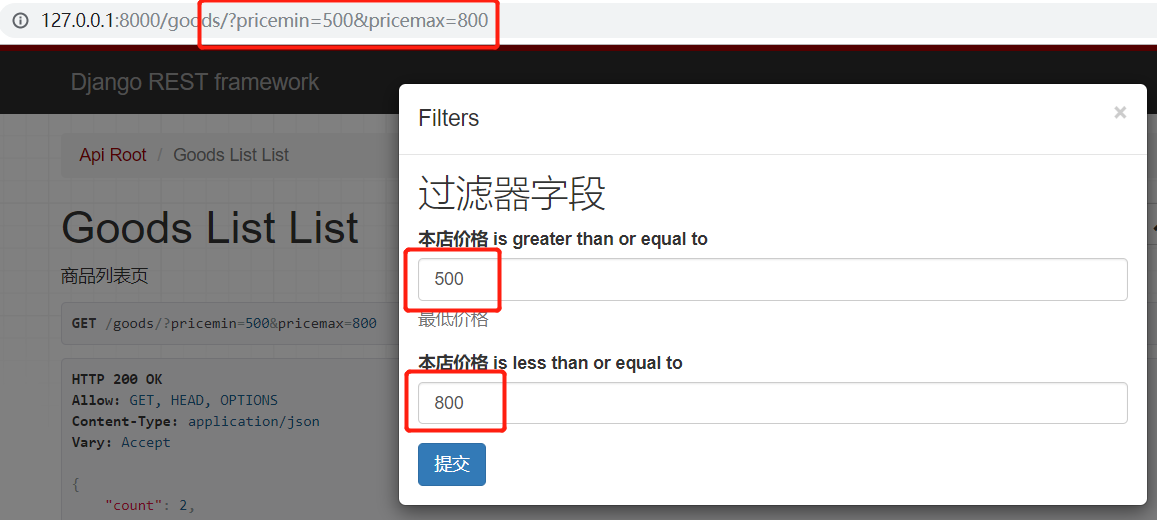 127.0.0.1:8000/goods/?pricemin=500&pricemax=800
Django REST framework
Filters
×
Api Root / Goods List List
过滤器字段
Goods List List
本店价格 is greater than or equal to
500
商品列表页
最低价格
GET /goods/?pricemin=500&pricemax=800
本店价格 is less than or equal to
HTTP 200 OK
800
Allow: GET, HEAD, OPTIONS
Content-Type: application/json
Vary: Accept
提交
{
"count": 2,